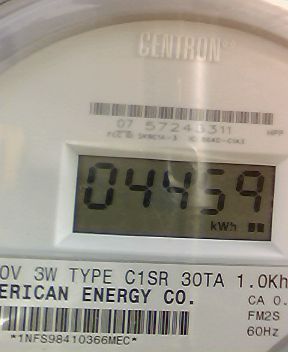 CENTRON®
07 57243311 HPP
04459
kWh
0V 3W TYPE C1SR 30TA 1.0Kh
ERICAN ENERGY CO. CA 0.
FM2S
*1NFS98410366MEC* 60Hz